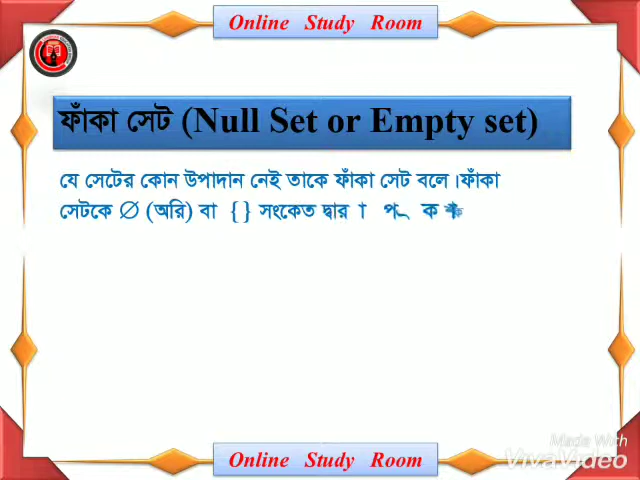 Online Study Room
ফাঁকা সেট (Null Set or Empty set)
যে সেটের কোন উপাদান নেই তাকে ফাঁকা সেট বলে।ফাঁকা
সেটকে ∅ (অরি) বা {} সংকেত দ্বারা
Online Study Room
Made With
VivaVideo